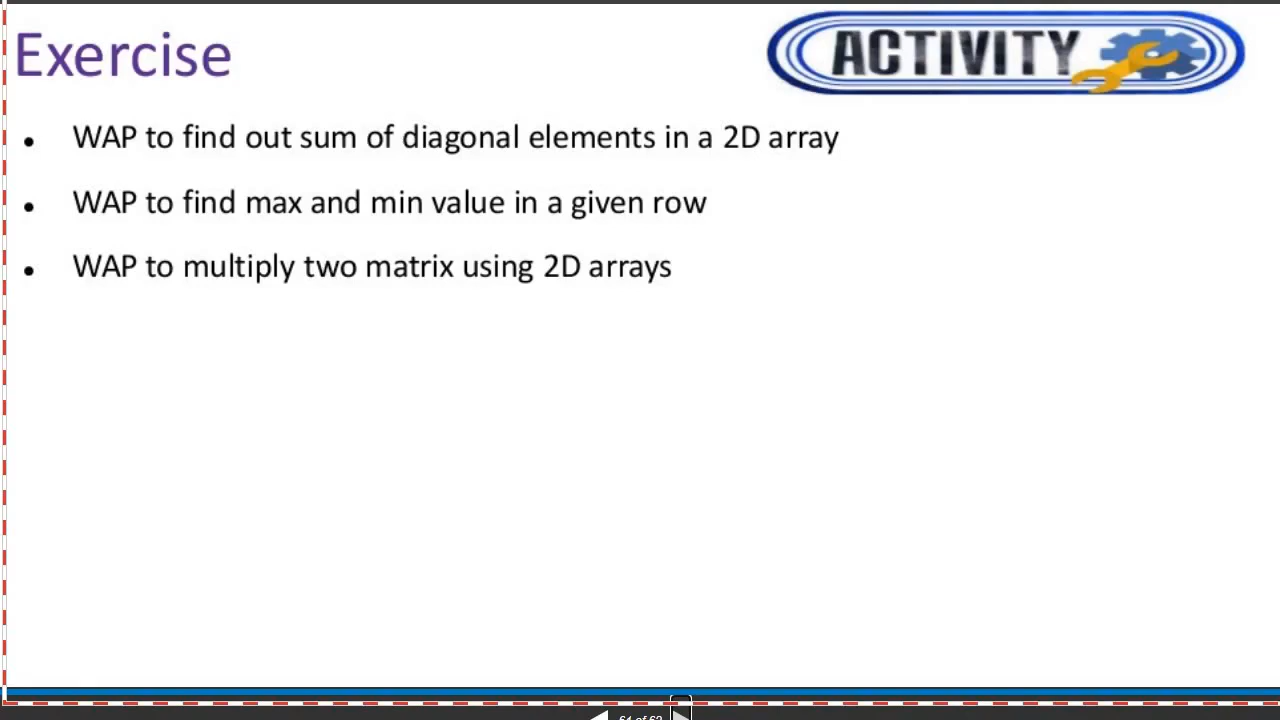 Exercise
ACTIVITY
WAP to find out sum of diagonal elements in a 2D array
WAP to find max and min value in a given row
WAP to multiply two matrix using 2D arrays